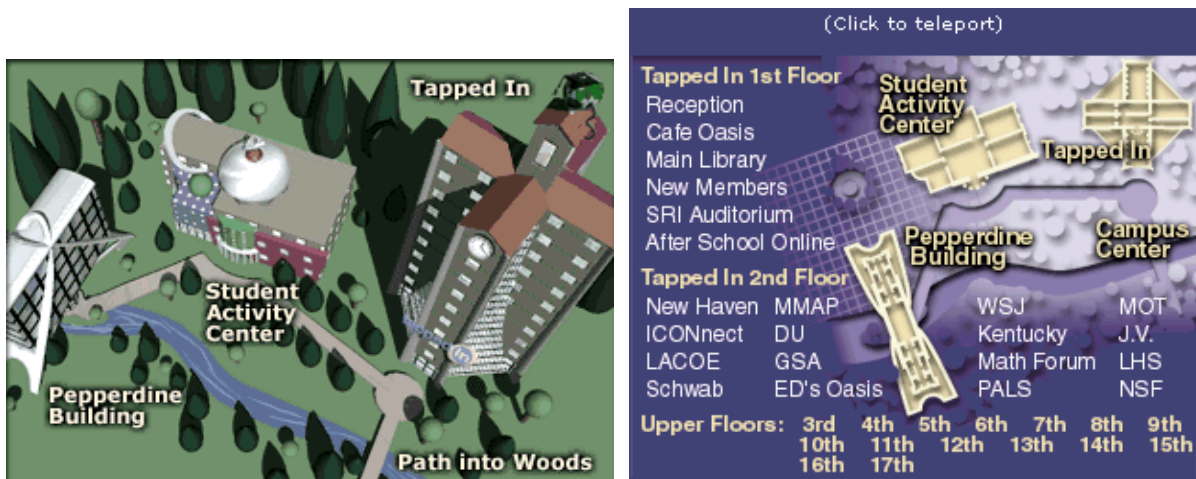 Tapped In
Student
Activity
Center
Pepperdine
Building
Path into Woods
(Click to teleport)
Tapped In 1st Floor
Reception
Cafe Oasis
Main Library
New Members
SRI Auditorium
After School Online
Student
Activity
Center
Tapped In
Pepperdine
Building
Campus
Center
Tapped In 2nd Floor
New Haven MMAP WSJ MOT
ICONnect DU Kentucky J.V.
LACOE GSA Math Forum LHS
Schwab ED's Oasis PALS NSF
Upper Floors: 3rd 4th 5th 6th 7th 8th 9th
10th 11th 12th 13th 14th 15th
16th 17th